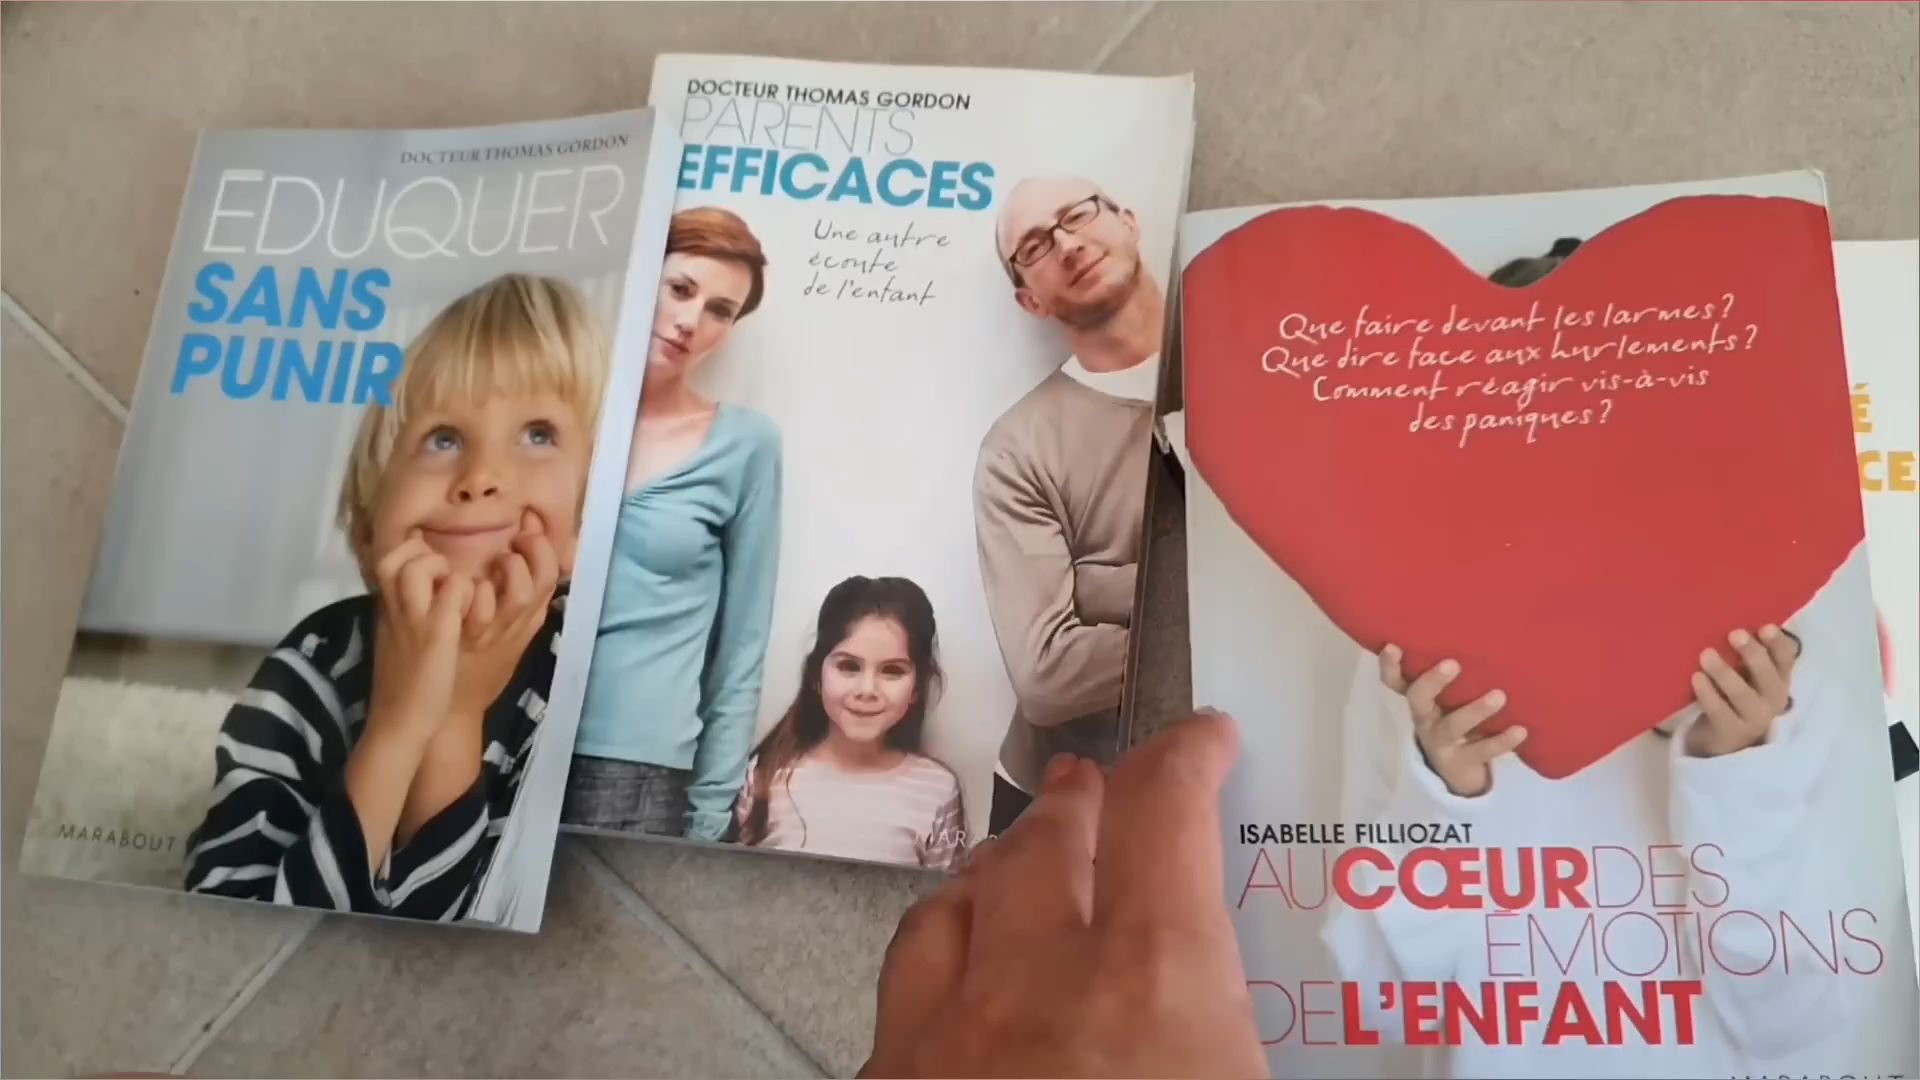 DOCTEUR THOMAS GORDON
ÉDUQUER
SANS
PUNIR
MARABOUT
DOCTEUR THOMAS GORDON
PARENTS
EFFICACES
Une autre
écoute
de l'enfant
Que faire devant les larmes?
Que dire face aux hurlements?
Comment réagir vis-à-vis
des paniques?
ISABELLE FILLIOZAT
AU CŒUR DES
ÉMOTIONS
DE L'ENFANT